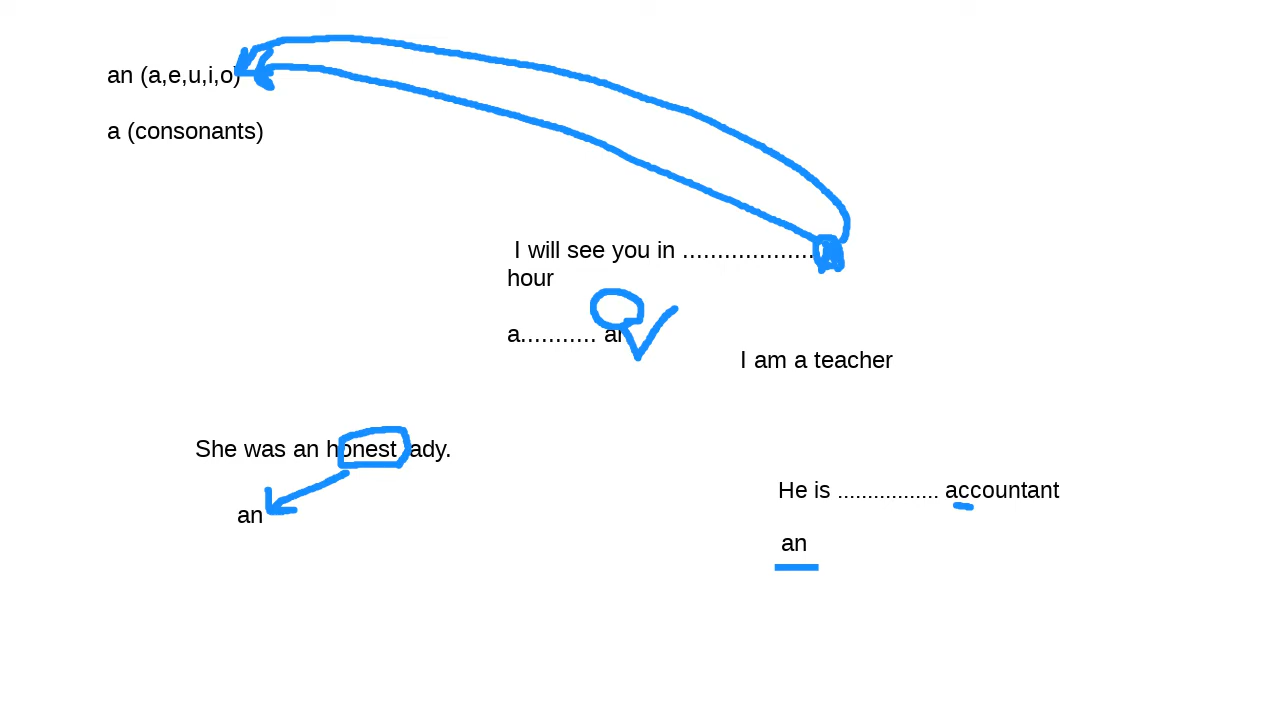 an (a,e,u,i,o)
a (consonants)
I will see you in ...................
hour
a........... an
I am a teacher
She was an honest lady.
an
He is ................. accountant
an